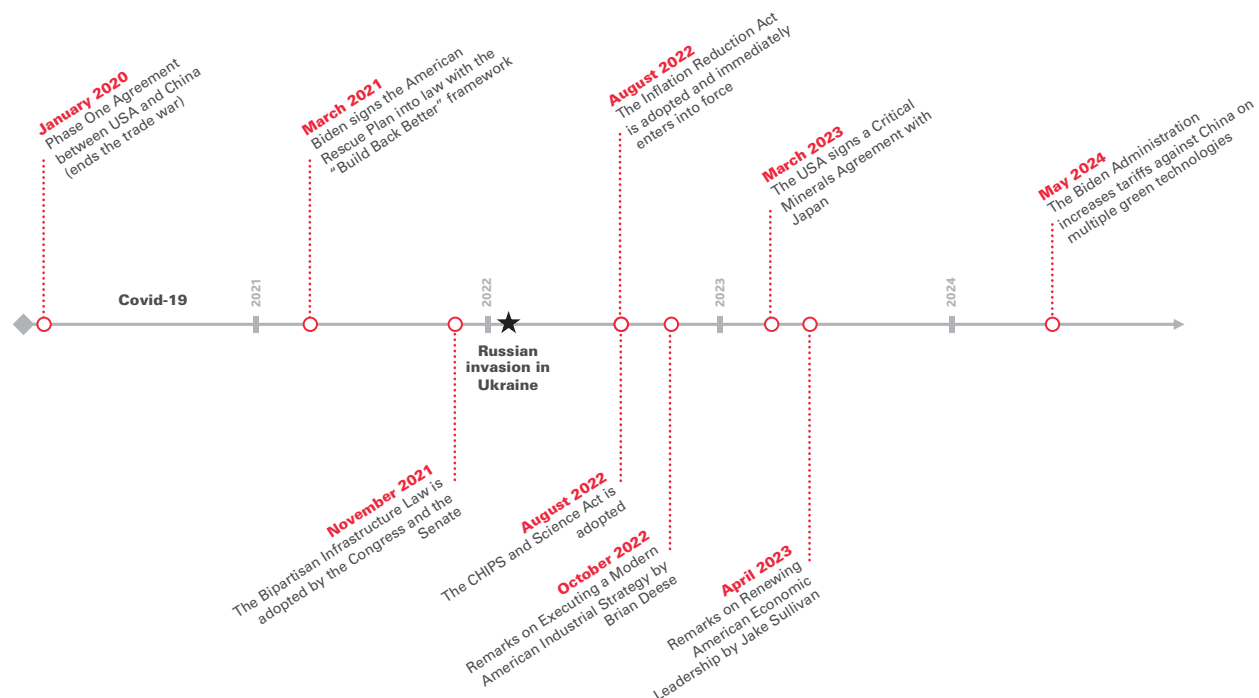 January 2020
Phase One Agreement
between USA and China
(ends the trade war)
March 2021
Biden signs the American
Rescue Plan into law with the
“Build Back Better” framework
August 2022
The Inflation Reduction Act
is adopted and immediately
enters into force
March 2023
The USA signs a Critical
Minerals Agreement with
Japan
May 2024
The Biden Administration
increases tariffs against China on
multiple green technologies
Covid-19
2021
2022
2023
2024
Russian
invasion in
Ukraine
November 2021
The Bipartisan Infrastructure Law is
adopted by the Congress and the
Senate
August 2022
The CHIPS and Science Act is
adopted
October 2022
Remarks on Executing a Modern
American Industrial Strategy by
Brian Deese
April 2023
Remarks on Renewing
American Economic
Leadership by Jake Sullivan